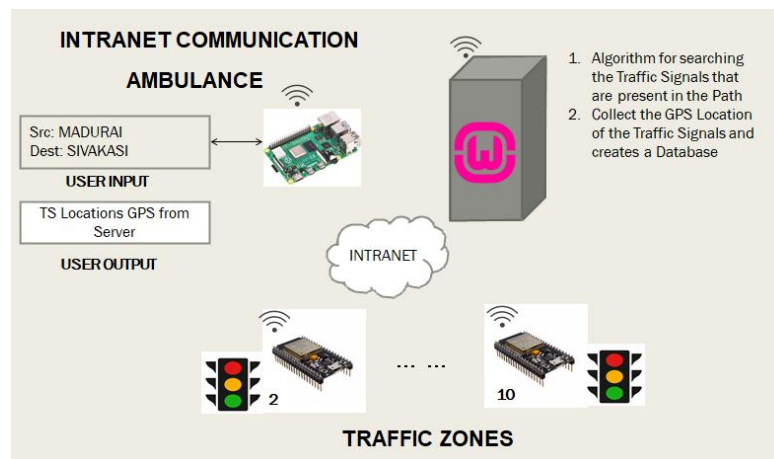 INTRANET COMMUNICATION
AMBULANCE
Src: MADURAI
Dest: SIVAKASI
USER INPUT
TS Locations GPS from
Server
USER OUTPUT
1. Algorithm for searching
the Traffic Signals that
are present in the Path
2. Collect the GPS Location
of the Traffic Signals and
creates a Database
W
INTRANET
2
... ...
10
TRAFFIC ZONES